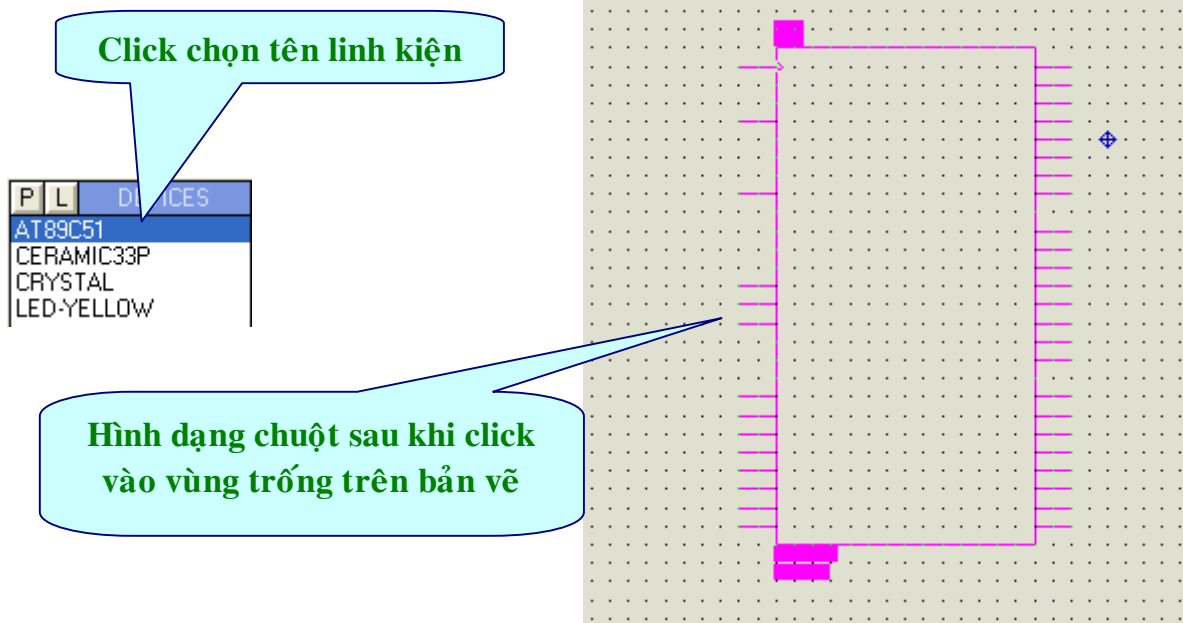 Click chọn tên linh kiện
P L DEVICES
AT89C51
CERAMIC33P
CRYSTAL
LED-YELLOW
Hình dạng chuột sau khi click
vào vùng trống trên bản vẽ